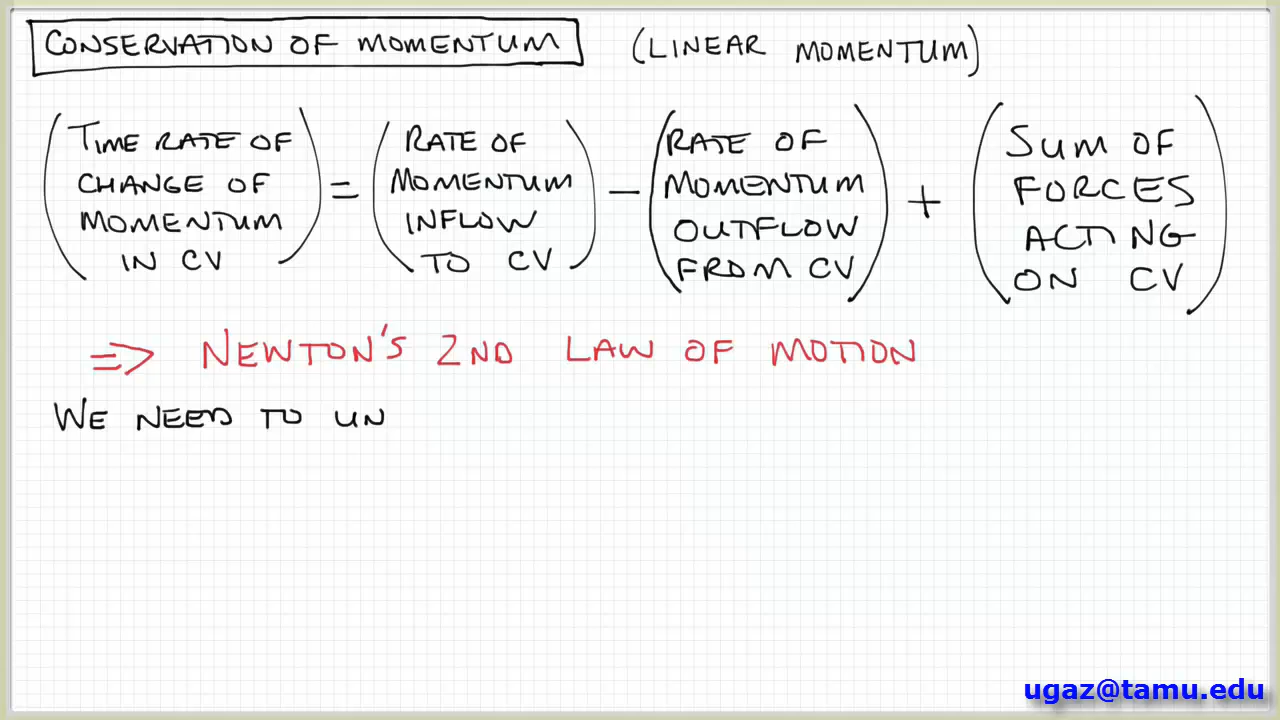 CONSERVATION OF MOMENTUM (LINEAR MOMENTUM)
(TIME RATE OF CHANGE OF MOMENTUM IN CV) = (RATE OF MOMENTUM INFLOW TO CV) − (RATE OF MOMENTUM OUTFLOW FROM CV) + (SUM OF FORCES ACTING ON CV)
=> NEWTON'S 2ND LAW OF MOTION
WE NEED TO UN
ugaz@tamu.edu